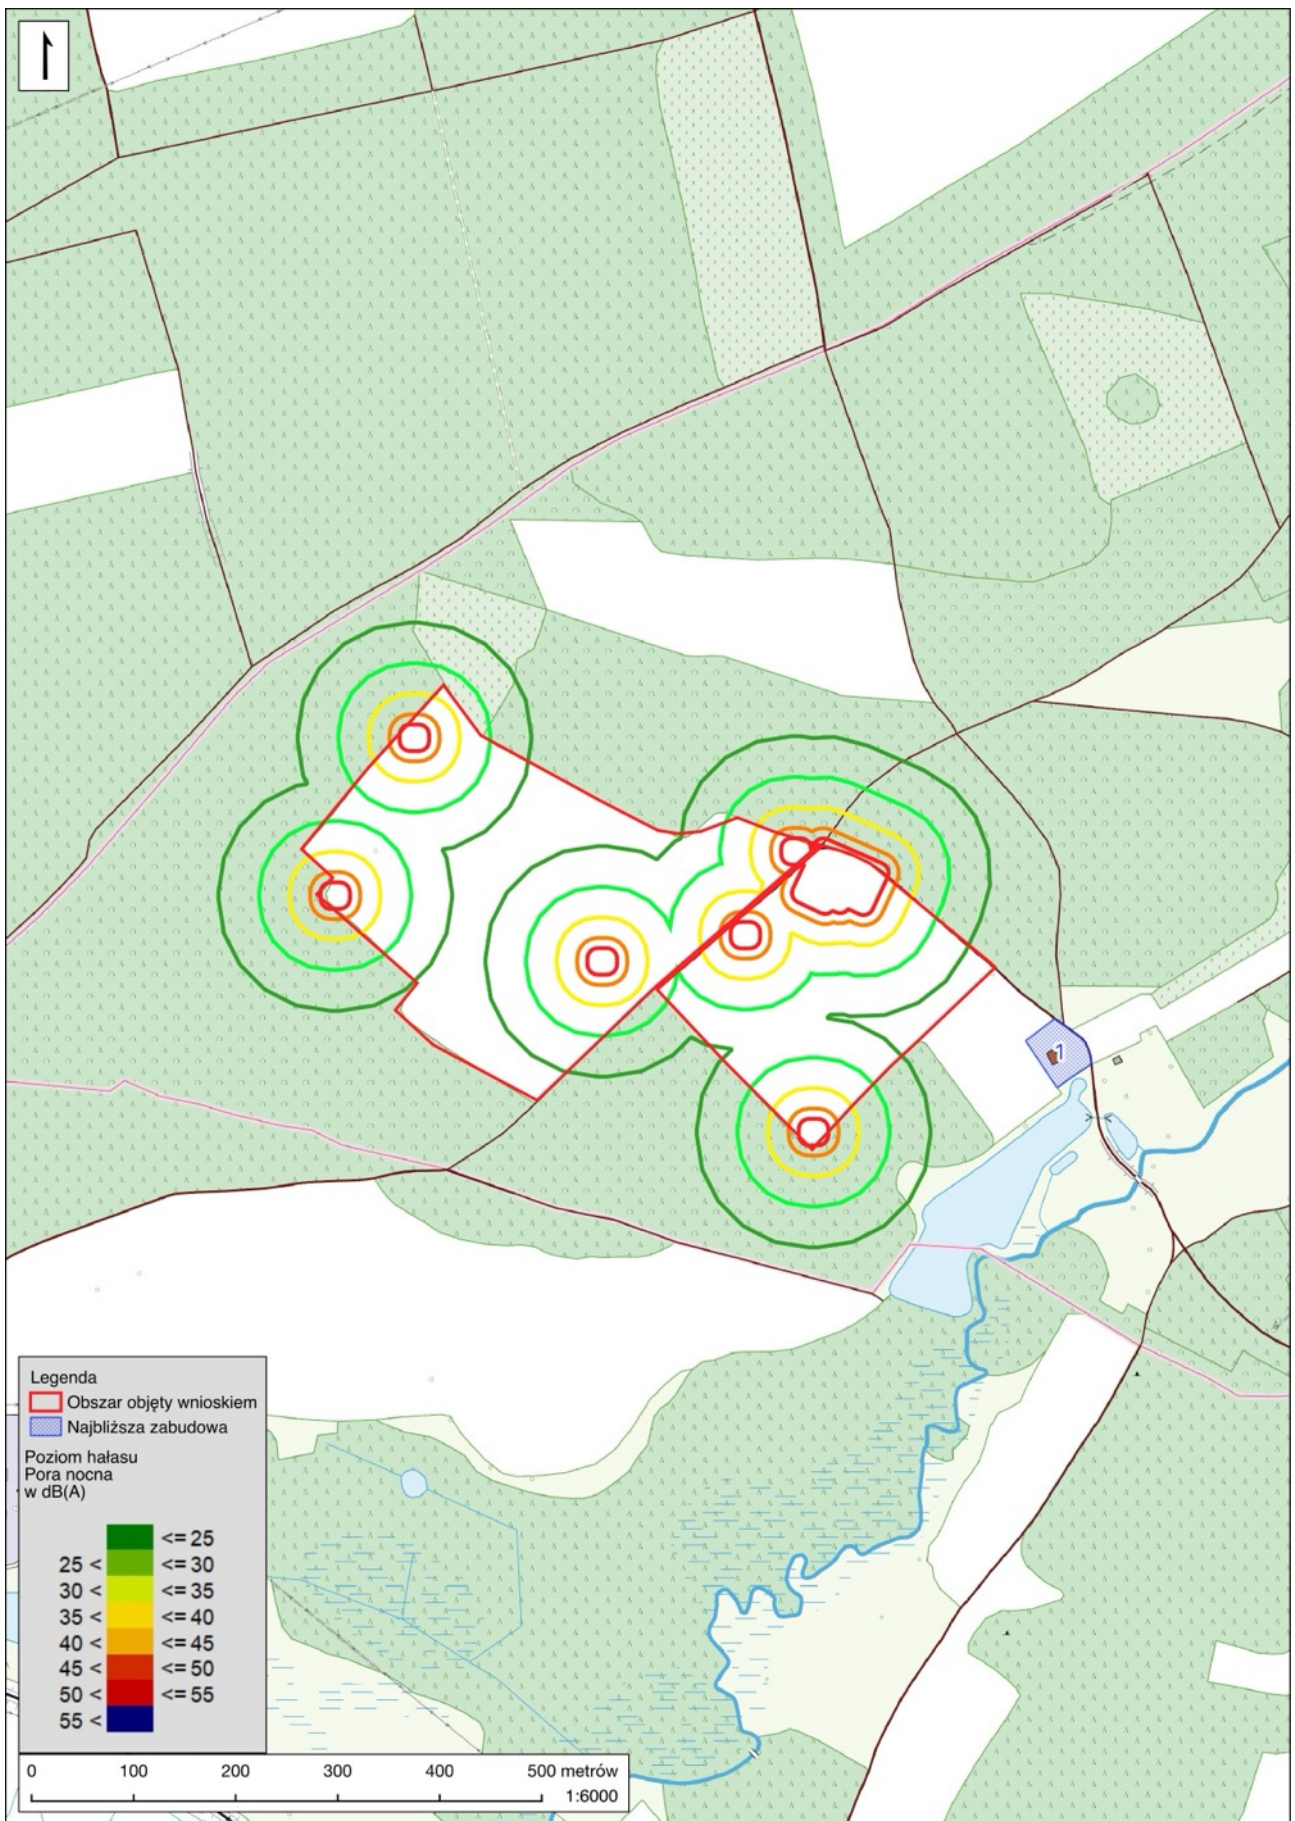 1
Legenda
Obszar objęty wnioskiem
Najbliższa zabudowa
Poziom hałasu
Pora nocna
w dB(A)
<= 25
25 < <= 30
30 < <= 35
35 < <= 40
40 < <= 45
45 < <= 50
50 < <= 55
55 <
0 100 200 300 400 500 metrów
1:6000